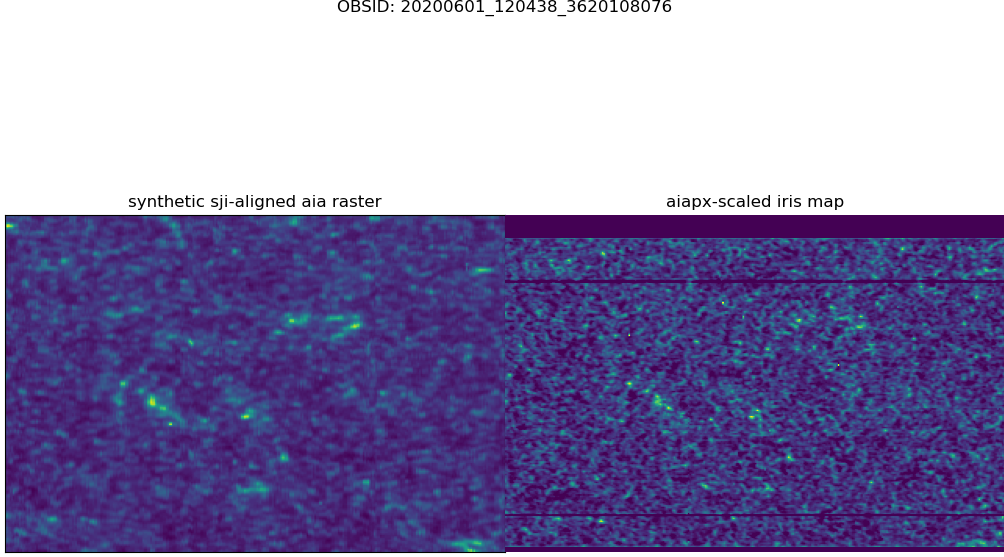 OBSID: 20200601_120438_3620108076
synthetic sji-aligned aia raster
aiapx-scaled iris map